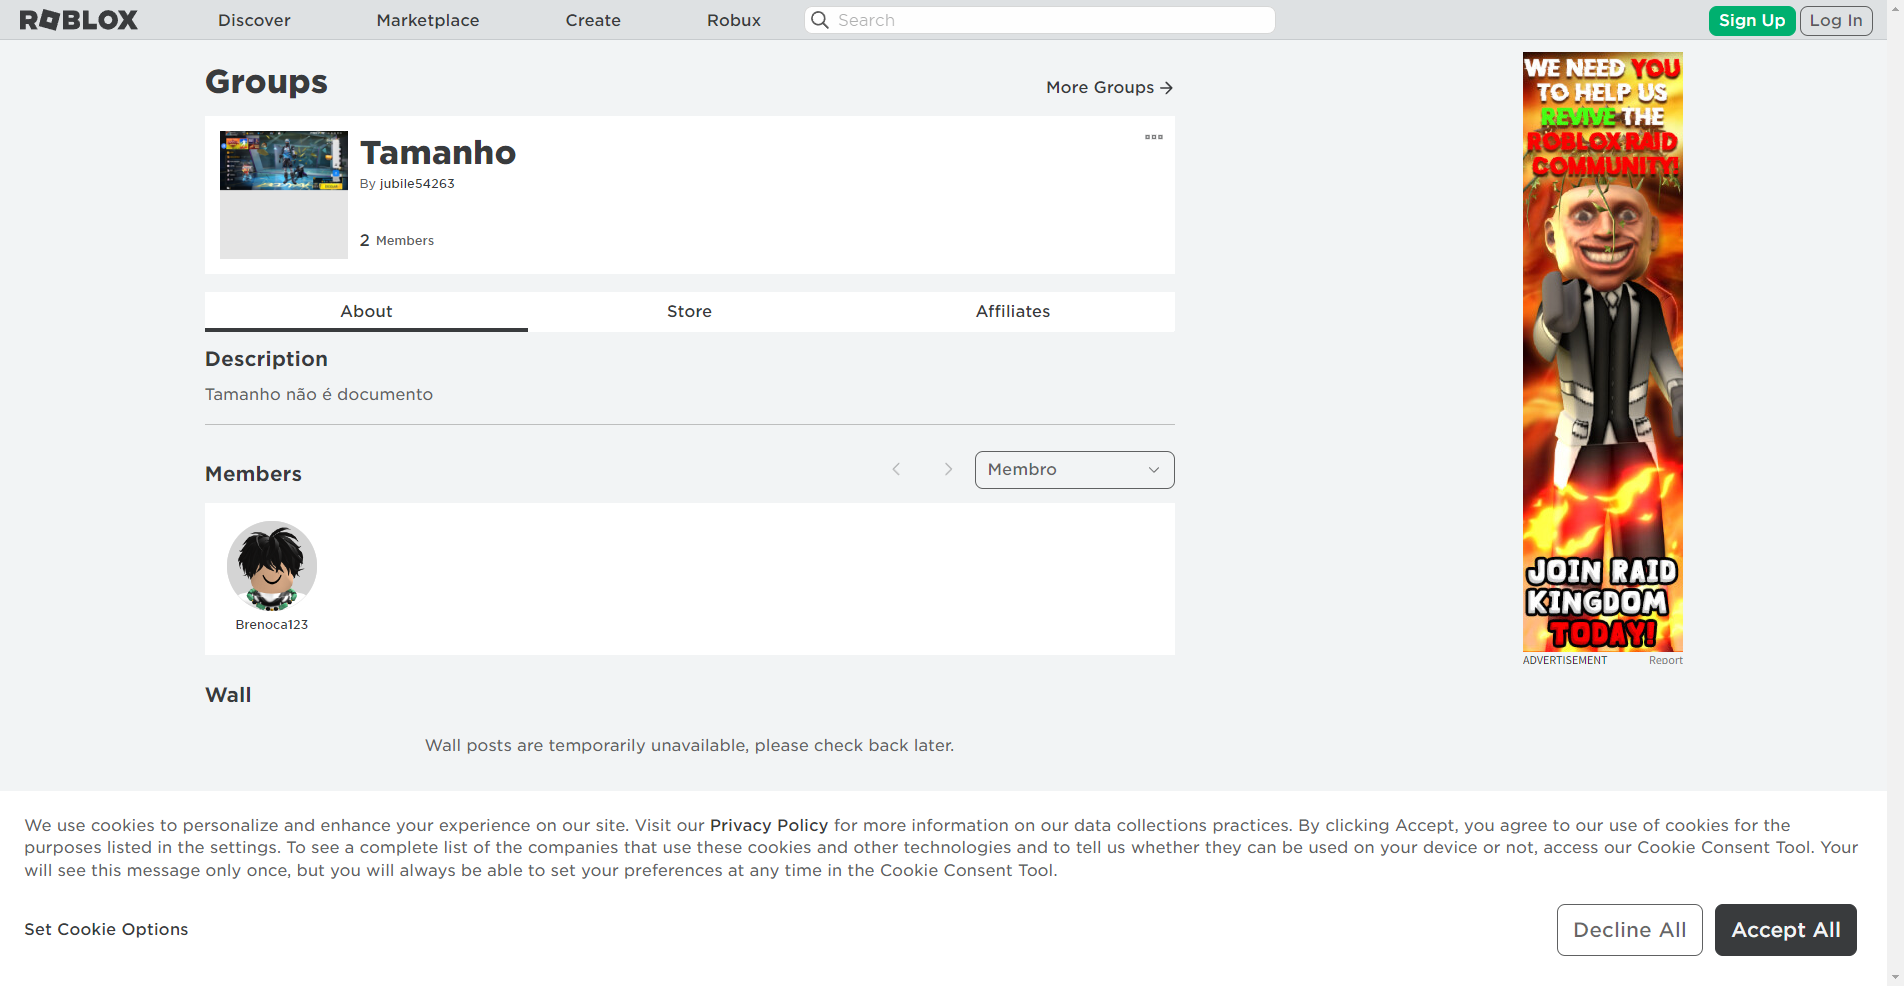 ROBLOX
Discover
Marketplace
Create
Robux
Search
Sign Up
Log In
Groups
More Groups
Tamanho
By jubile54263
2 Members
About
Store
Affiliates
Description
Tamanho não é documento
Members
Membro
Brenoca123
Wall
Wall posts are temporarily unavailable, please check back later.
WE NEED YOU
TO HELP US
REVIVE THE
ROBLOX RAID
COMMUNITY!
JOIN RAID
KINGDOM
TODAY!
ADVERTISEMENT
Report
We use cookies to personalize and enhance your experience on our site. Visit our Privacy Policy for more information on our data collections practices. By clicking Accept, you agree to our use of cookies for the
purposes listed in the settings. To see a complete list of the companies that use these cookies and other technologies and to tell us whether they can be used on your device or not, access our Cookie Consent Tool. Your
will see this message only once, but you will always be able to set your preferences at any time in the Cookie Consent Tool.
Set Cookie Options
Decline All
Accept All